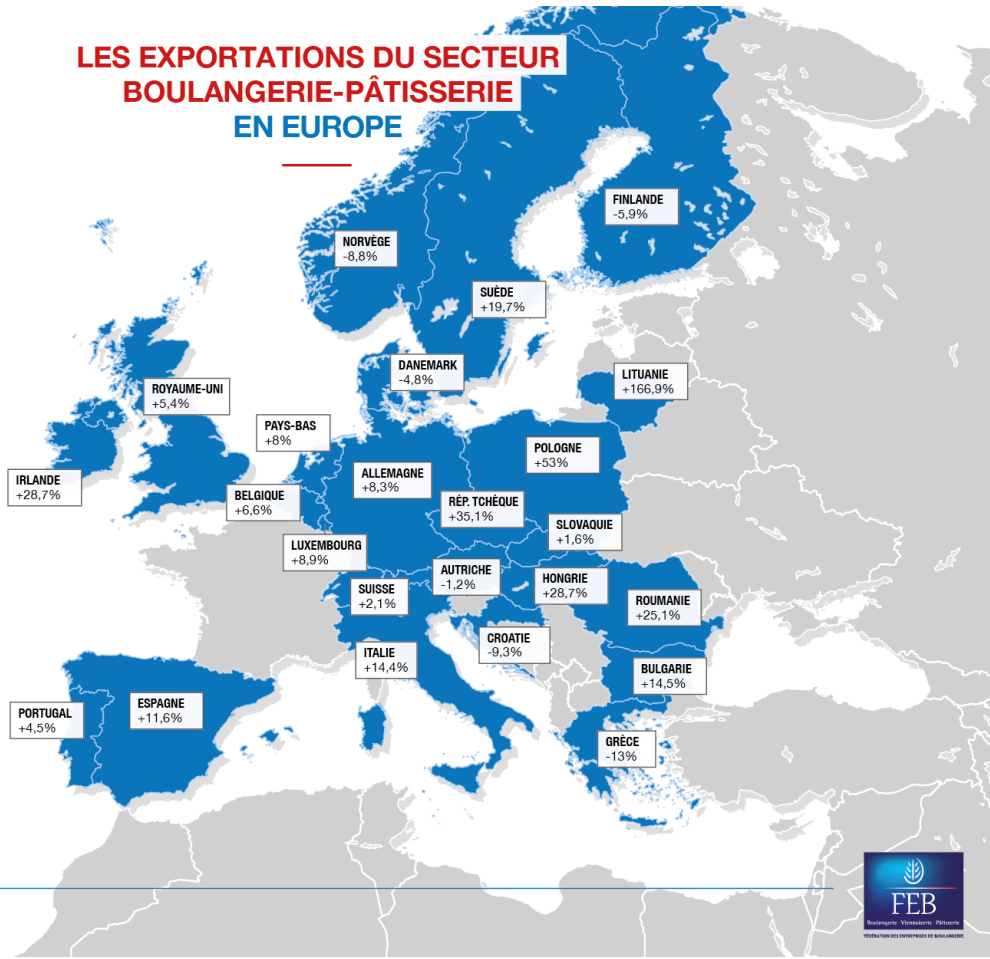 LES EXPORTATIONS DU SECTEUR
BOULANGERIE-PÂTISSERIE
EN EUROPE
FINLANDE
-5,9%
NORVÈGE
-8,8%
SUÈDE
+19,7%
DANEMARK
-4,8%
LITUANIE
+166,9%
ROYAUME-UNI
+5,4%
PAYS-BAS
+8%
POLOGNE
+53%
ALLEMAGNE
+8,3%
IRLANDE
+28,7%
BELGIQUE
+6,6%
RÉP. TCHÈQUE
+35,1%
SLOVAQUIE
+1,6%
LUXEMBOURG
+8,9%
AUTRICHE
-1,2%
HONGRIE
+28,7%
SUISSE
+2,1%
ROUMANIE
+25,1%
CROATIE
-9,3%
ITALIE
+14,4%
BULGARIE
+14,5%
ESPAGNE
+11,6%
PORTUGAL
+4,5%
GRÈCE
-13%
FEB
Boulangerie · Viennoiserie · Pâtisserie
FÉDÉRATION DES ENTREPRISES DE BOULANGERIE